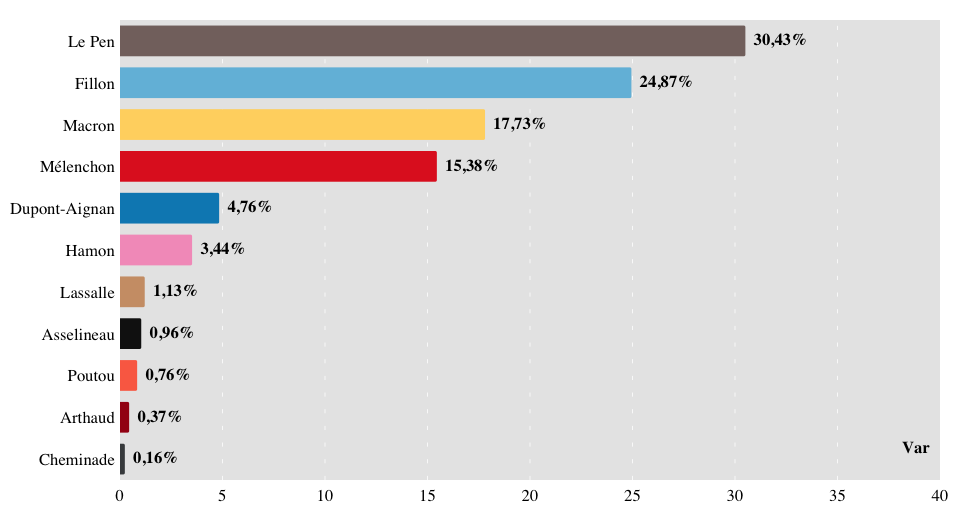 Le Pen 30,43%
Fillon 24,87%
Macron 17,73%
Mélenchon 15,38%
Dupont-Aignan 4,76%
Hamon 3,44%
Lassalle 1,13%
Asselineau 0,96%
Poutou 0,76%
Arthaud 0,37%
Var
Cheminade 0,16%
0 5 10 15 20 25 30 35 40